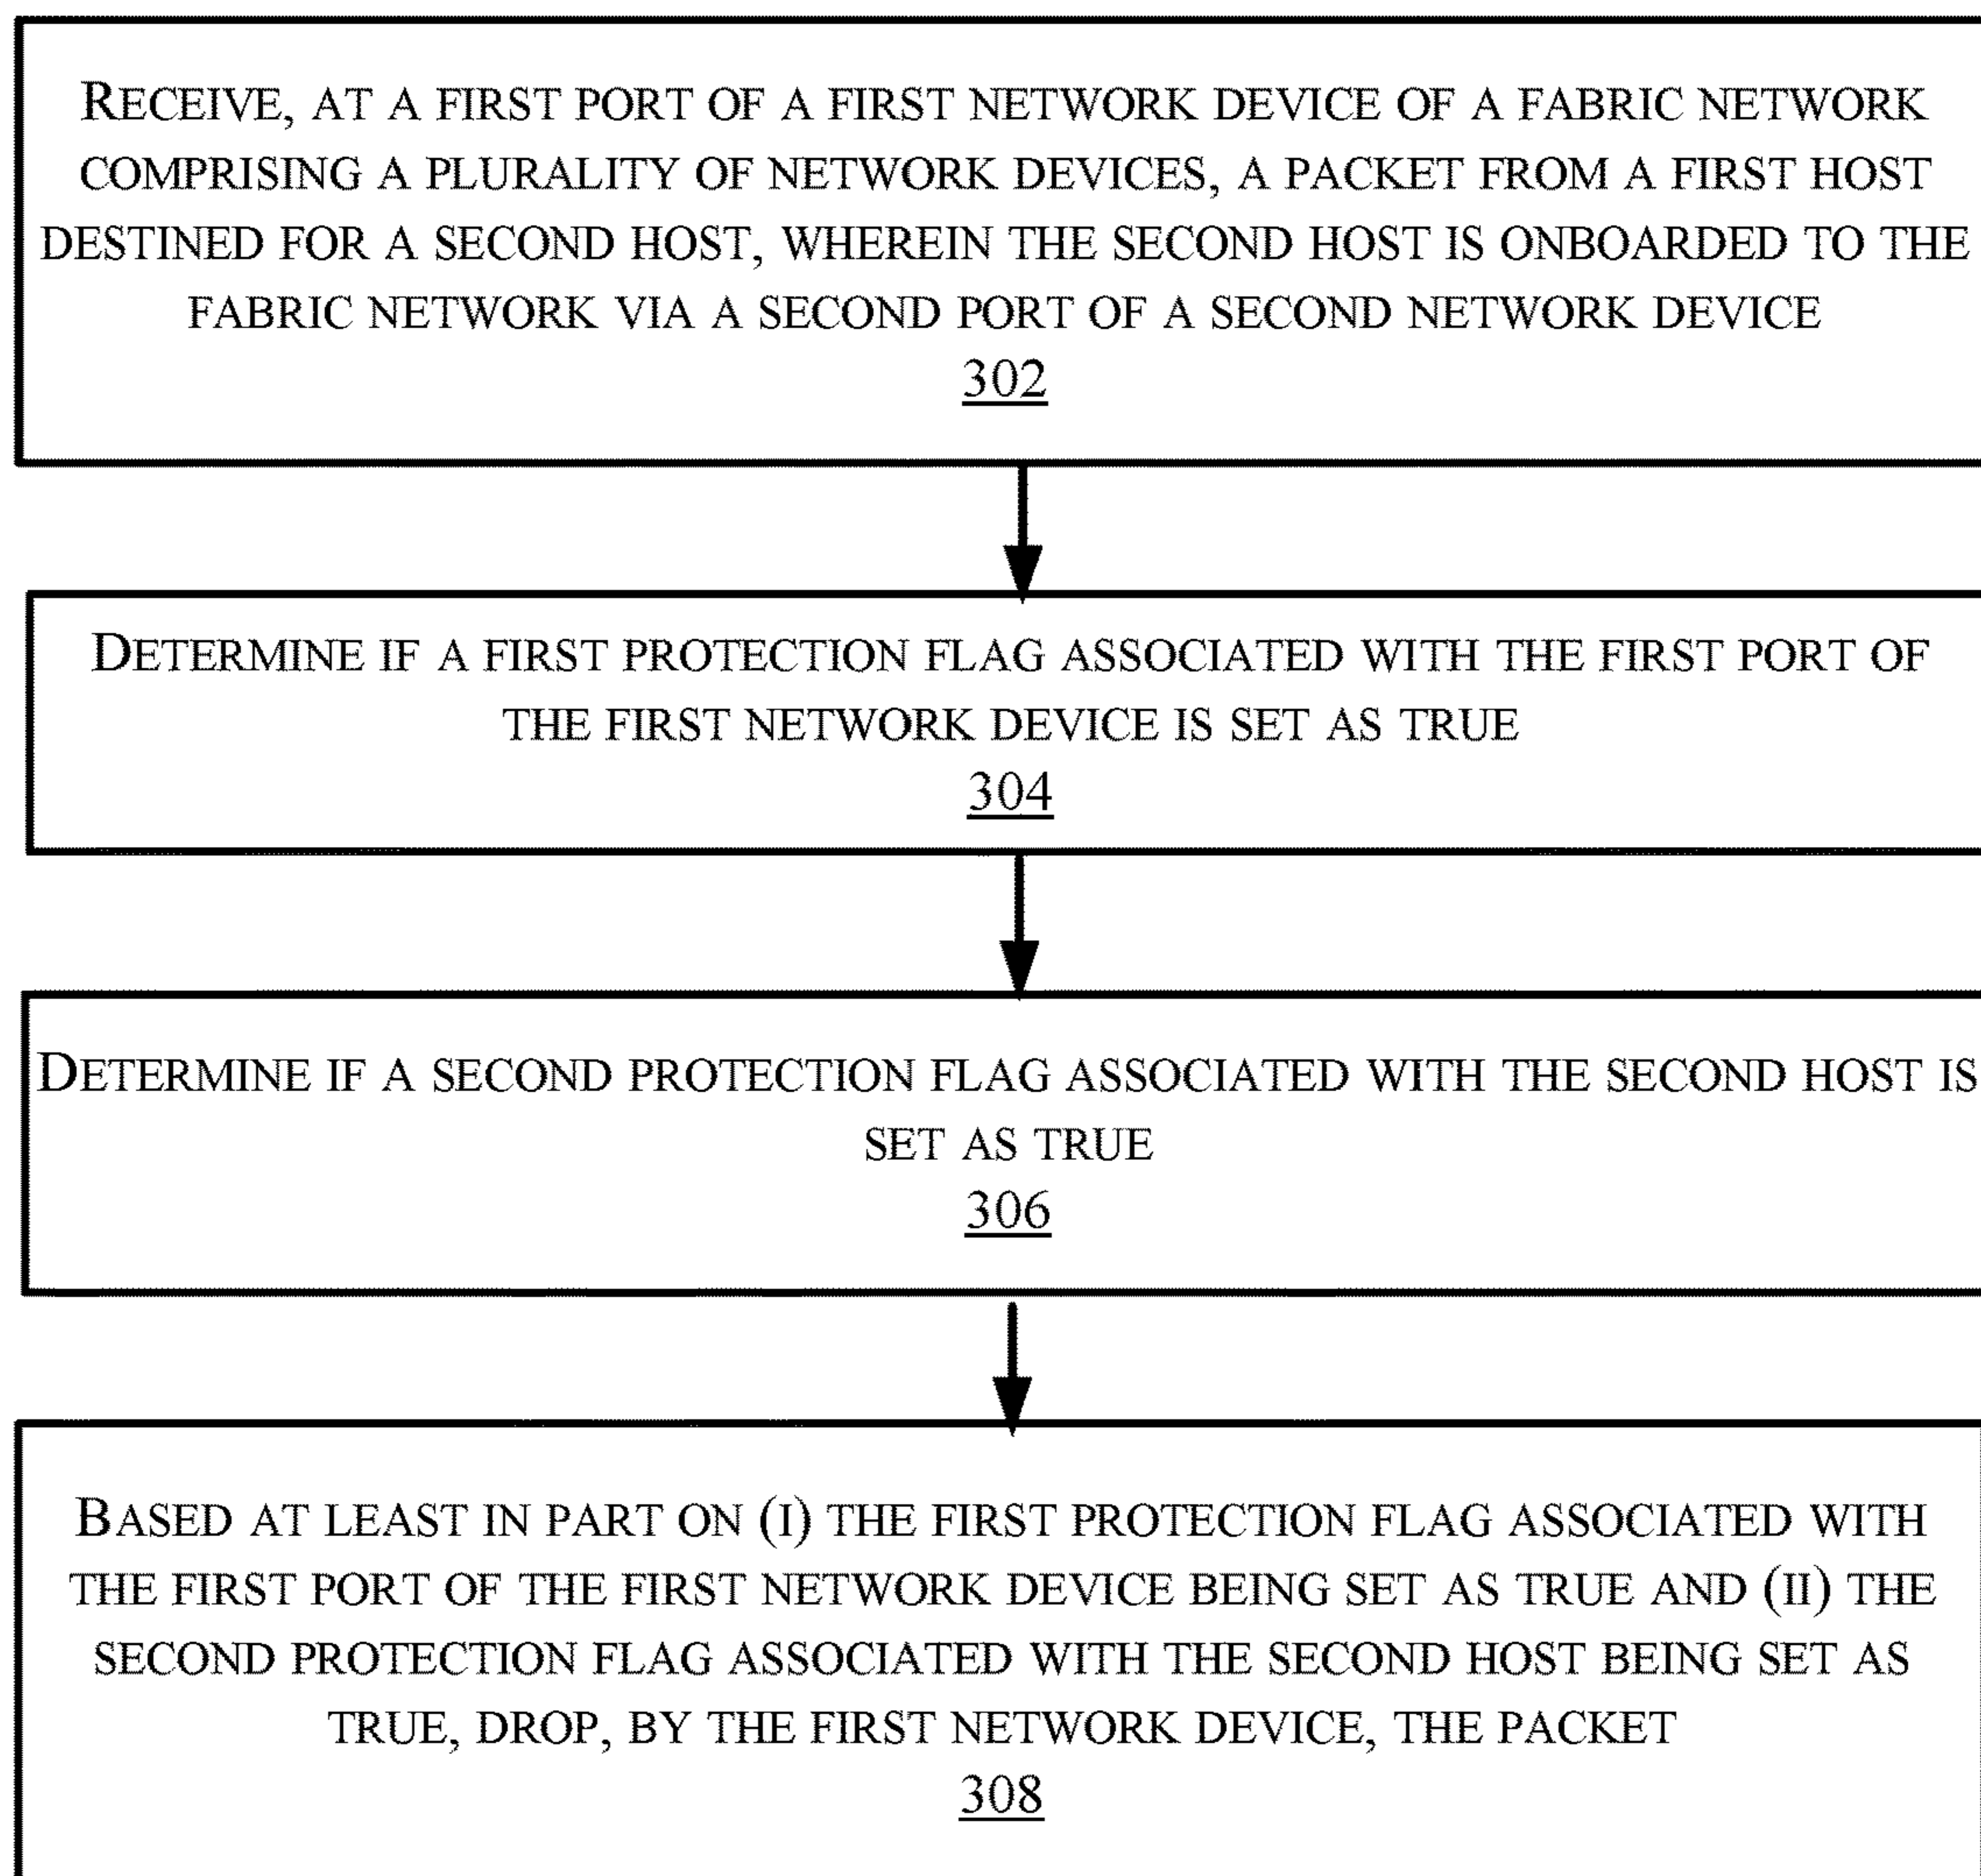 RECEIVE, AT A FIRST PORT OF A FIRST NETWORK DEVICE OF A FABRIC NETWORK
COMPRISING A PLURALITY OF NETWORK DEVICES, A PACKET FROM A FIRST HOST
DESTINED FOR A SECOND HOST, WHEREIN THE SECOND HOST IS ONBOARDED TO THE
FABRIC NETWORK VIA A SECOND PORT OF A SECOND NETWORK DEVICE
302
DETERMINE IF A FIRST PROTECTION FLAG ASSOCIATED WITH THE FIRST PORT OF
THE FIRST NETWORK DEVICE IS SET AS TRUE
304
DETERMINE IF A SECOND PROTECTION FLAG ASSOCIATED WITH THE SECOND HOST IS
SET AS TRUE
306
BASED AT LEAST IN PART ON (I) THE FIRST PROTECTION FLAG ASSOCIATED WITH
THE FIRST PORT OF THE FIRST NETWORK DEVICE BEING SET AS TRUE AND (II) THE
SECOND PROTECTION FLAG ASSOCIATED WITH THE SECOND HOST BEING SET AS
TRUE, DROP, BY THE FIRST NETWORK DEVICE, THE PACKET
308